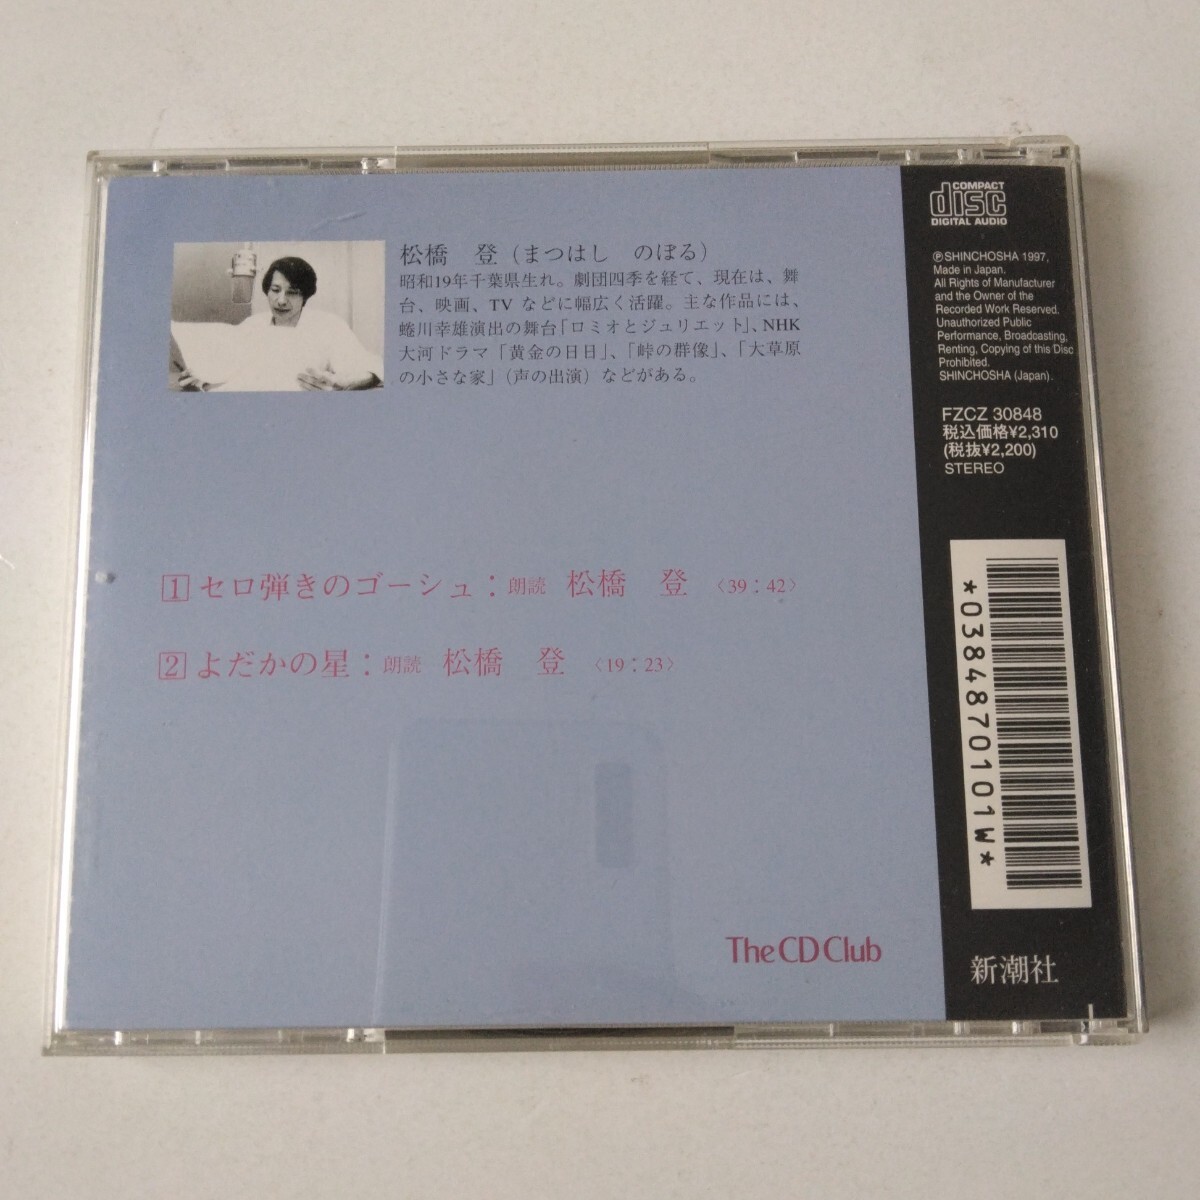 松橋 登(まつはし のぼる)
昭和19年千葉県生れ。劇団四季を経て、現在は、舞
台、映画、TV などに幅広く活躍。主な作品には、
蜷川幸雄演出の舞台「ロミオとジュリエット」、NHK
大河ドラマ「黄金の日日」、「峠の群像」、「大草原
の小さな家」(声の出演)などがある。
1 セロ弾きのゴーシュ:朗読 松橋 登 〈39:42〉
2 よだかの星:朗読 松橋 登 〈19:23〉
The CD Club
COMPACT
disc
DIGITAL AUDIO
ⓅSHINCHOSHA 1997,
Made in Japan.
All Rights of Manufacturer
and the Owner of the
Recorded Work Reserved.
Unauthorized Public
Performance, Broadcasting,
Renting, Copying of this Disc
Prohibited.
SHINCHOSHA (Japan).
FZCZ 30848
税込価格¥2,310
(税抜¥2,200)
STEREO
*0384870101W*
新潮社